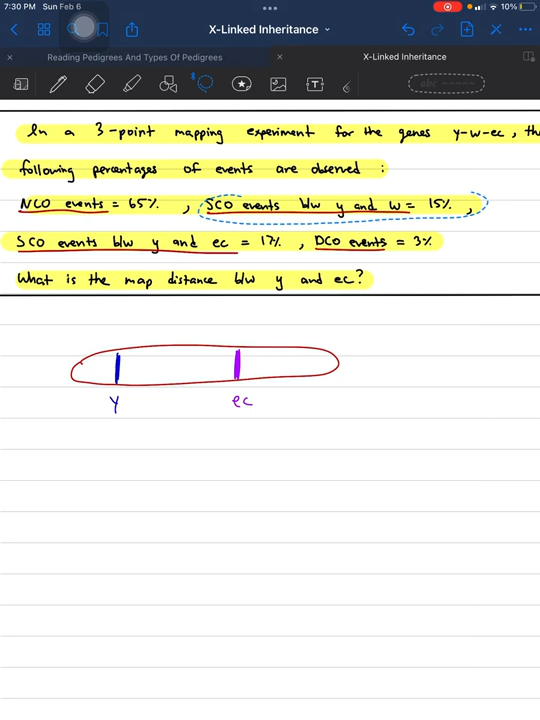 7:30 PM Sun Feb 6
10%
X-Linked Inheritance
Reading Pedigrees And Types Of Pedigrees
X-Linked Inheritance
abc
In a 3-point mapping experiment for the genes y-w-ec, th
following percentages of events are observed :
NCO events = 65%, SCO events b/w y and w = 15%,
SCO events b/w y and ec = 17%, DCO events = 3%
What is the map distance b/w y and ec?
y ec